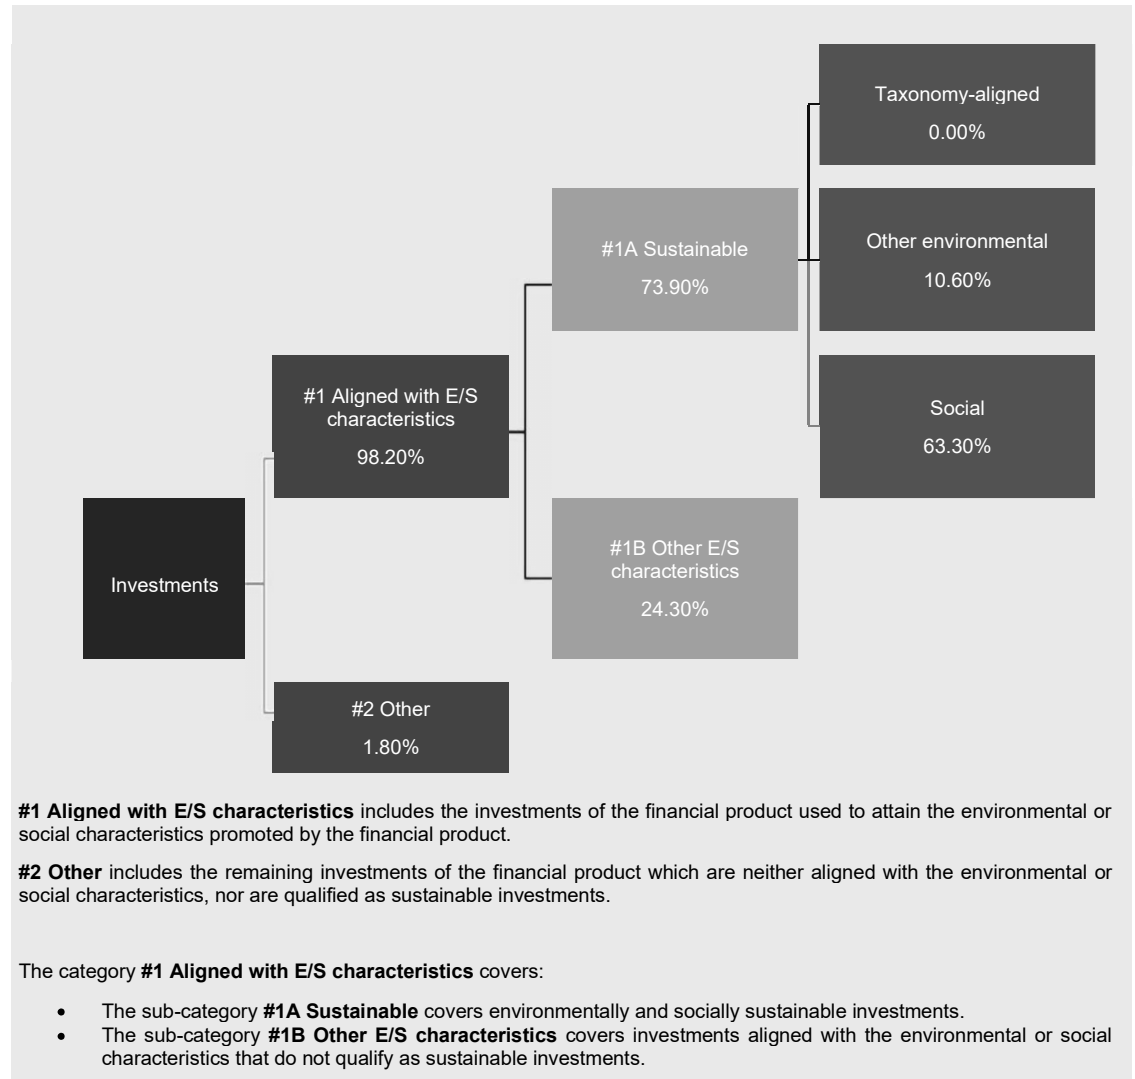 Taxonomy-aligned
0.00%
#1A Sustainable
73.90%
Other environmental
10.60%
#1 Aligned with E/S
characteristics
98.20%
Social
63.30%
Investments
#1B Other E/S
characteristics
24.30%
#2 Other
1.80%
#1 Aligned with E/S characteristics includes the investments of the financial product used to attain the environmental or
social characteristics promoted by the financial product.
#2 Other includes the remaining investments of the financial product which are neither aligned with the environmental or
social characteristics, nor are qualified as sustainable investments.
The category #1 Aligned with E/S characteristics covers:
• The sub-category #1A Sustainable covers environmentally and socially sustainable investments.
• The sub-category #1B Other E/S characteristics covers investments aligned with the environmental or social
characteristics that do not qualify as sustainable investments.